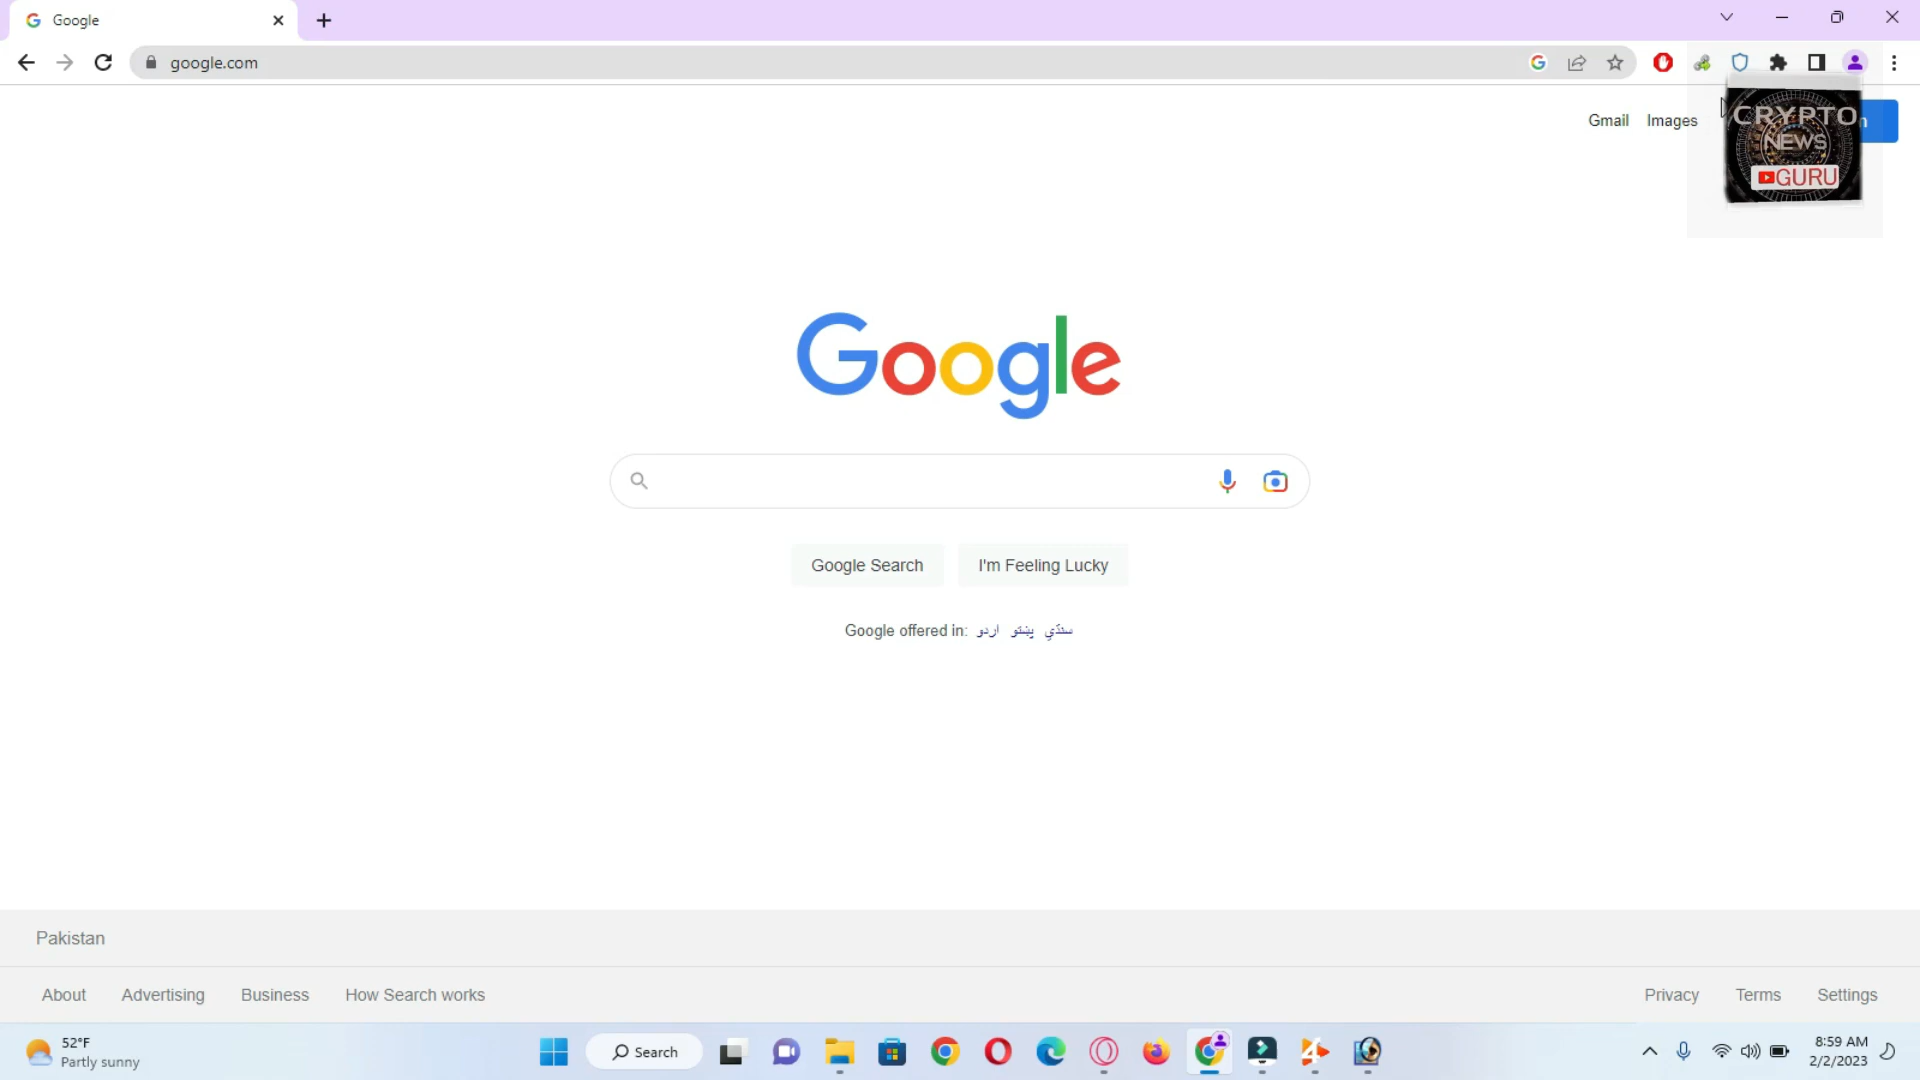 Google
google.com
Gmail Images
CRYPTO
NEWS
GURU
Google
Google Search I'm Feeling Lucky
Google offered in: اردو پښتو سنڌي
Pakistan
About Advertising Business How Search works Privacy Terms Settings
52°F
Partly sunny
Search
8:59 AM
2/2/2023